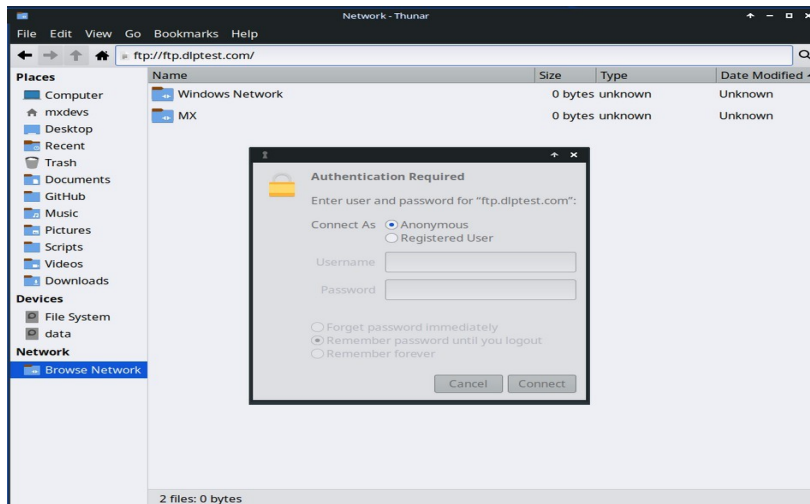 Network - Thunar
File Edit View Go Bookmarks Help
ftp://ftp.dlptest.com/
Places
Computer
mxdevs
Desktop
Recent
Trash
Documents
GitHub
Music
Pictures
Scripts
Videos
Downloads
Devices
File System
data
Network
Browse Network
Name Size Type Date Modified
Windows Network 0 bytes unknown Unknown
MX 0 bytes unknown Unknown
Authentication Required
Enter user and password for “ftp.dlptest.com”:
Connect As Anonymous
Registered User
Username
Password
Forget password immediately
Remember password until you logout
Remember forever
Cancel Connect
2 files: 0 bytes